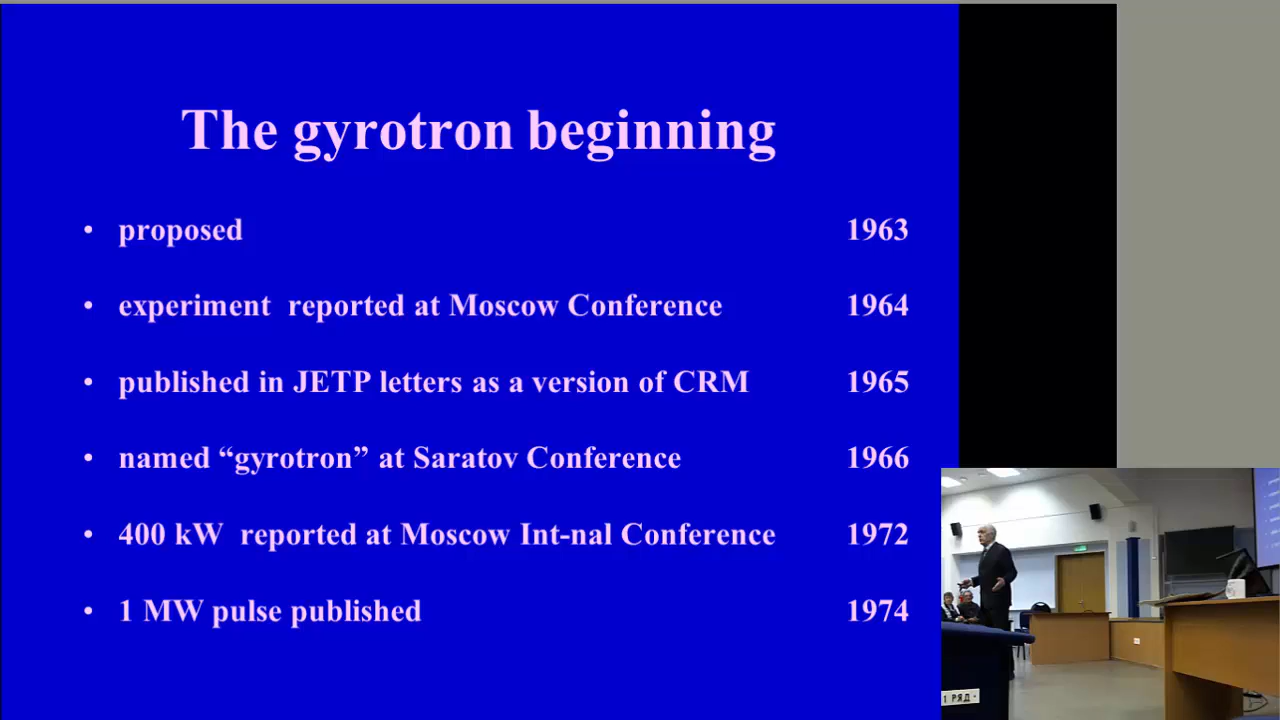 The gyrotron beginning
• proposed 1963
• experiment reported at Moscow Conference 1964
• published in JETP letters as a version of CRM 1965
• named “gyrotron” at Saratov Conference 1966
• 400 kW reported at Moscow Int-nal Conference 1972
• 1 MW pulse published 1974
1 РЯД